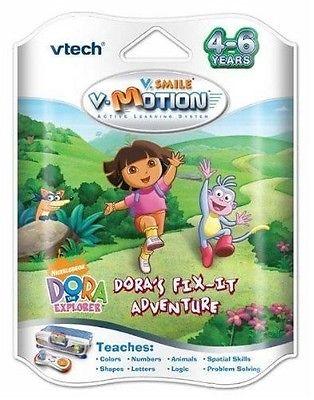 vtech
4-6
YEARS
V.SMILE
V-MOTION
ACTIVE LEARNING SYSTEM
NICKELODEON
DORA
the
EXPLORER
DORA'S FIX-IT
ADVENTURE
Teaches:
• Colors • Numbers • Animals • Spatial Skills
• Shapes • Letters • Logic • Problem Solving